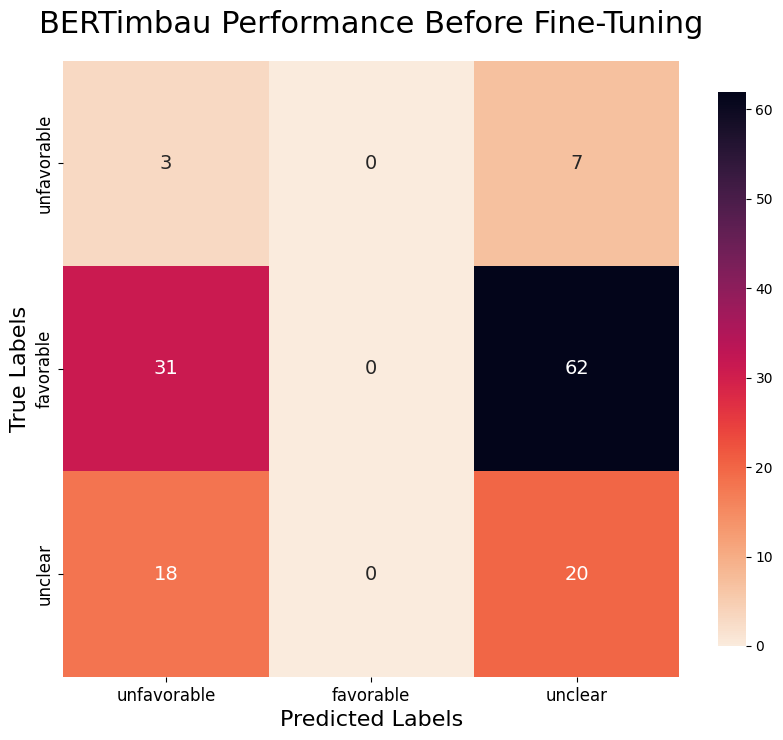 BERTimbau Performance Before Fine-Tuning
True Labels
unfavorable
favorable
unclear
3 0 7
31 0 62
18 0 20
unfavorable favorable unclear
Predicted Labels
60
50
40
30
20
10
0